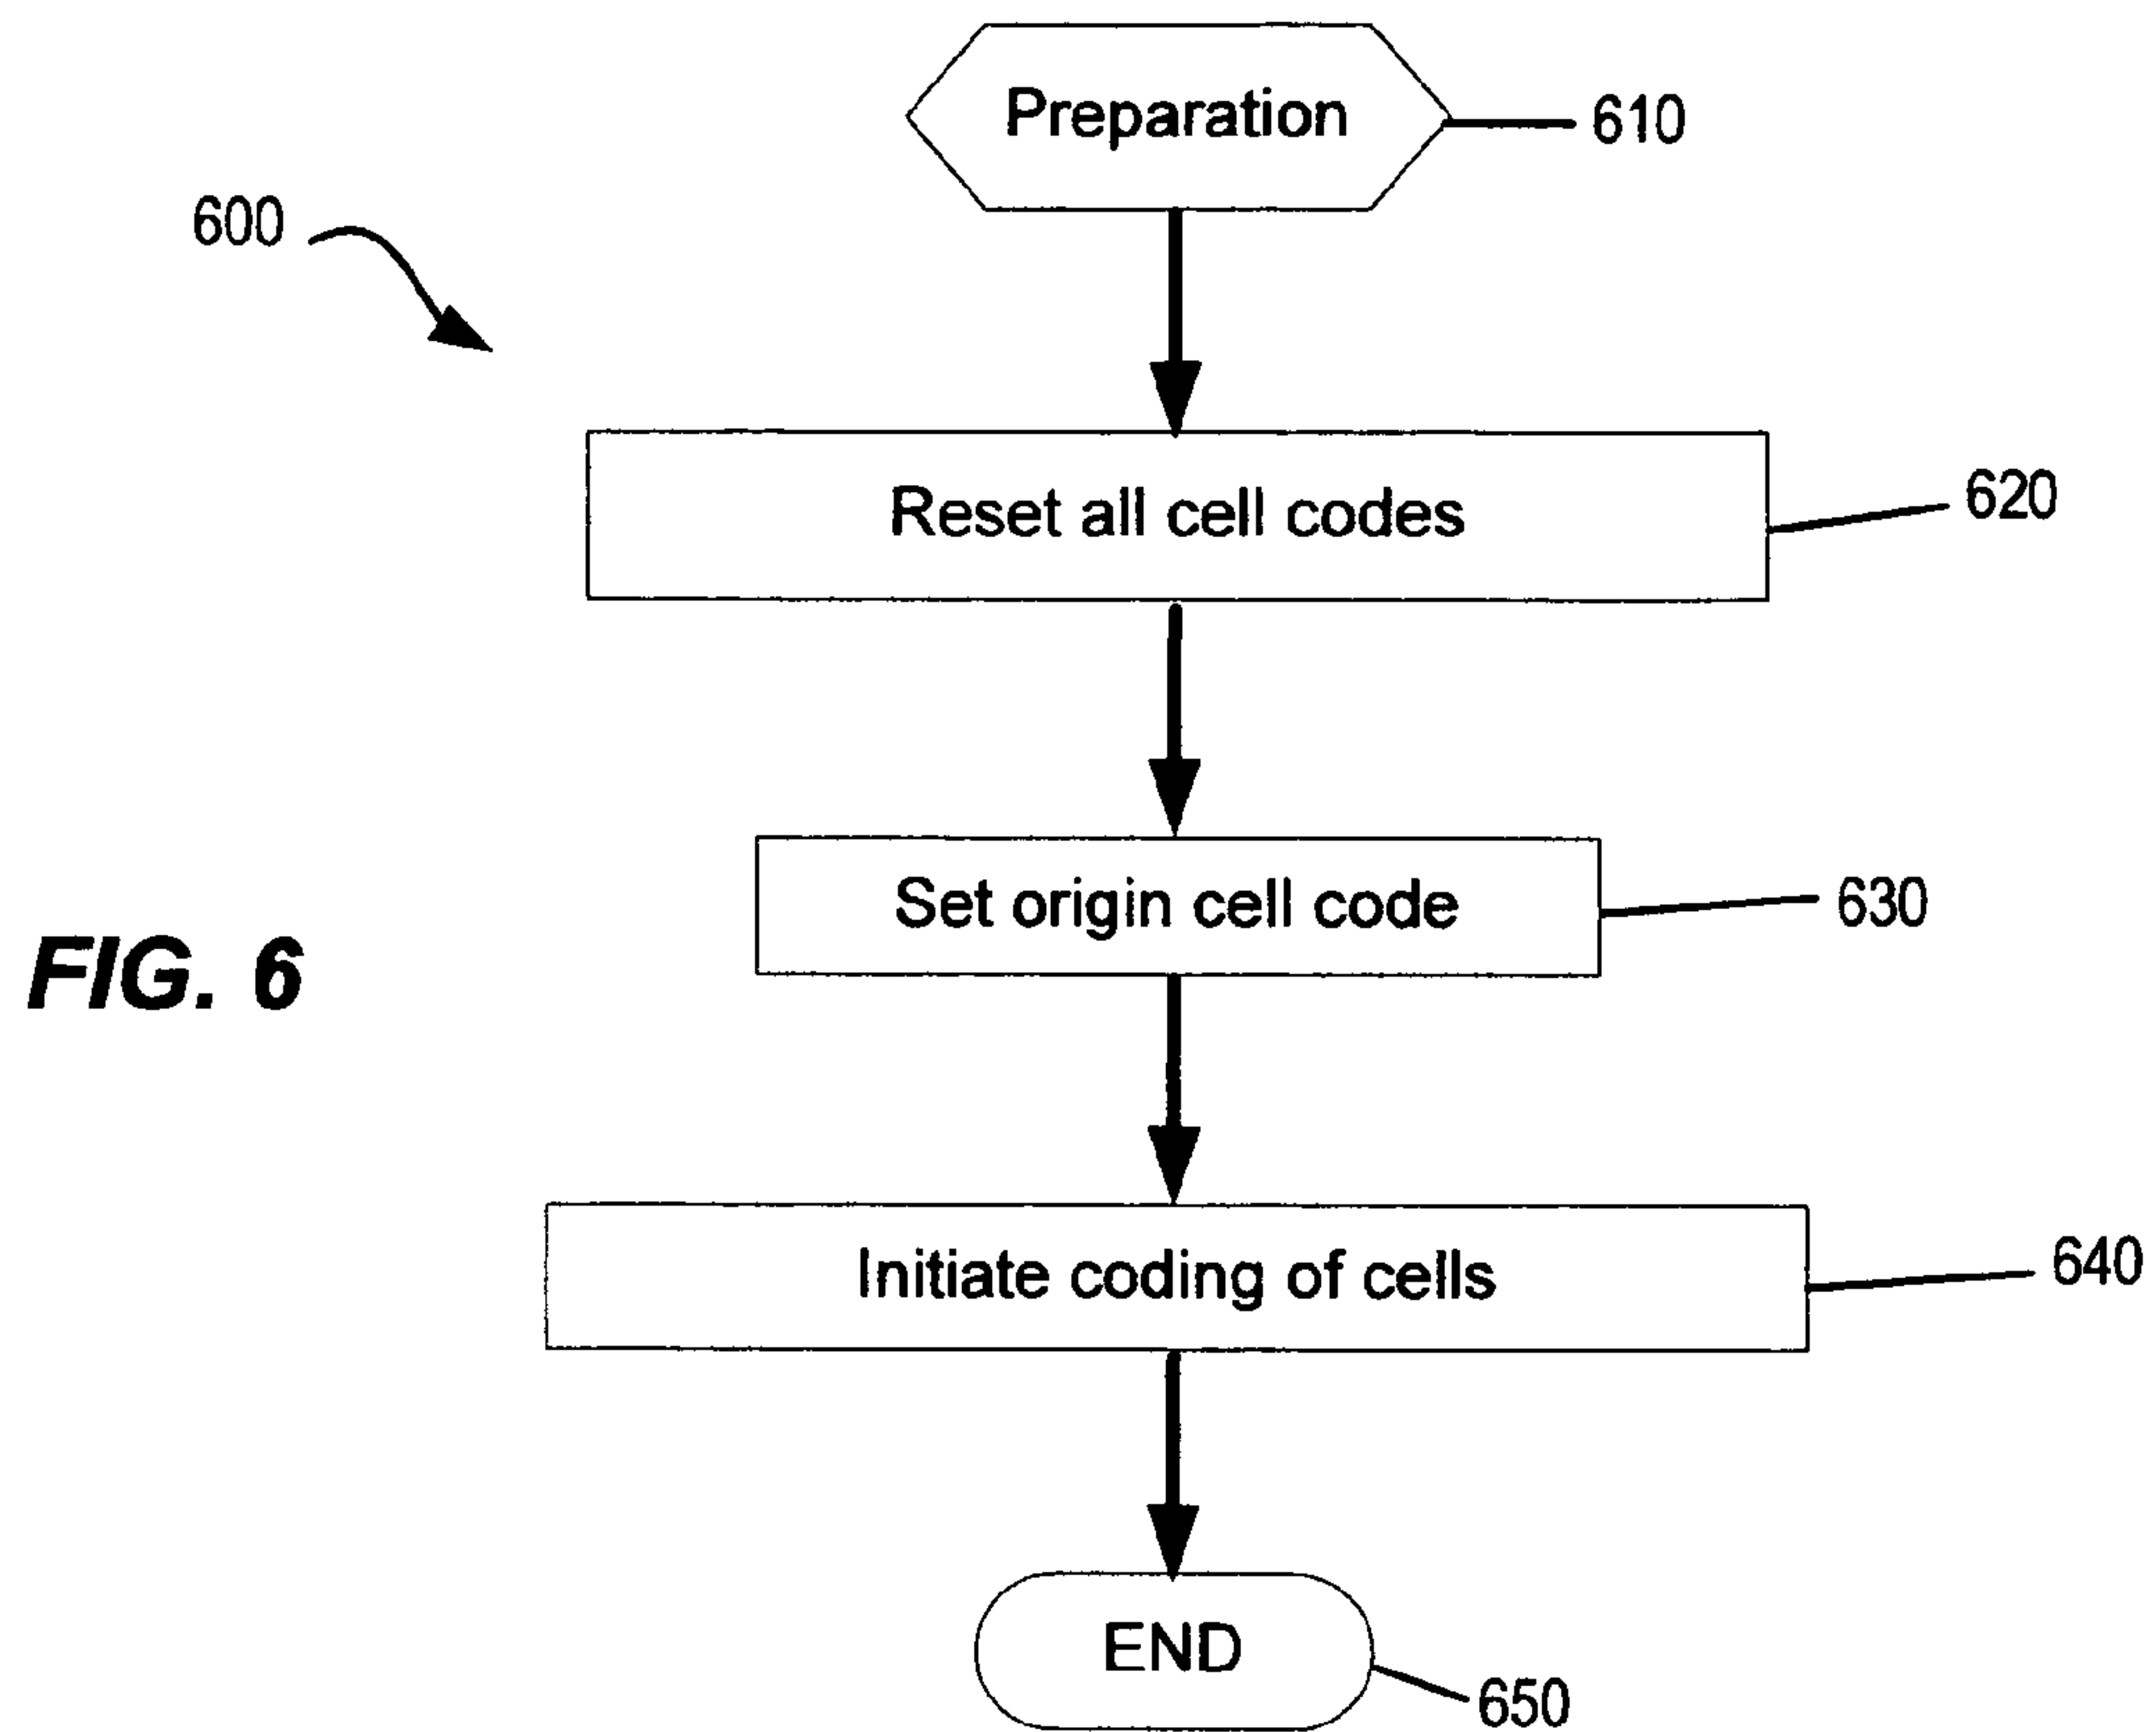 Preparation
610
600
Reset all cell codes
620
Set origin cell code
630
FIG. 6
Initiate coding of cells
640
END
650